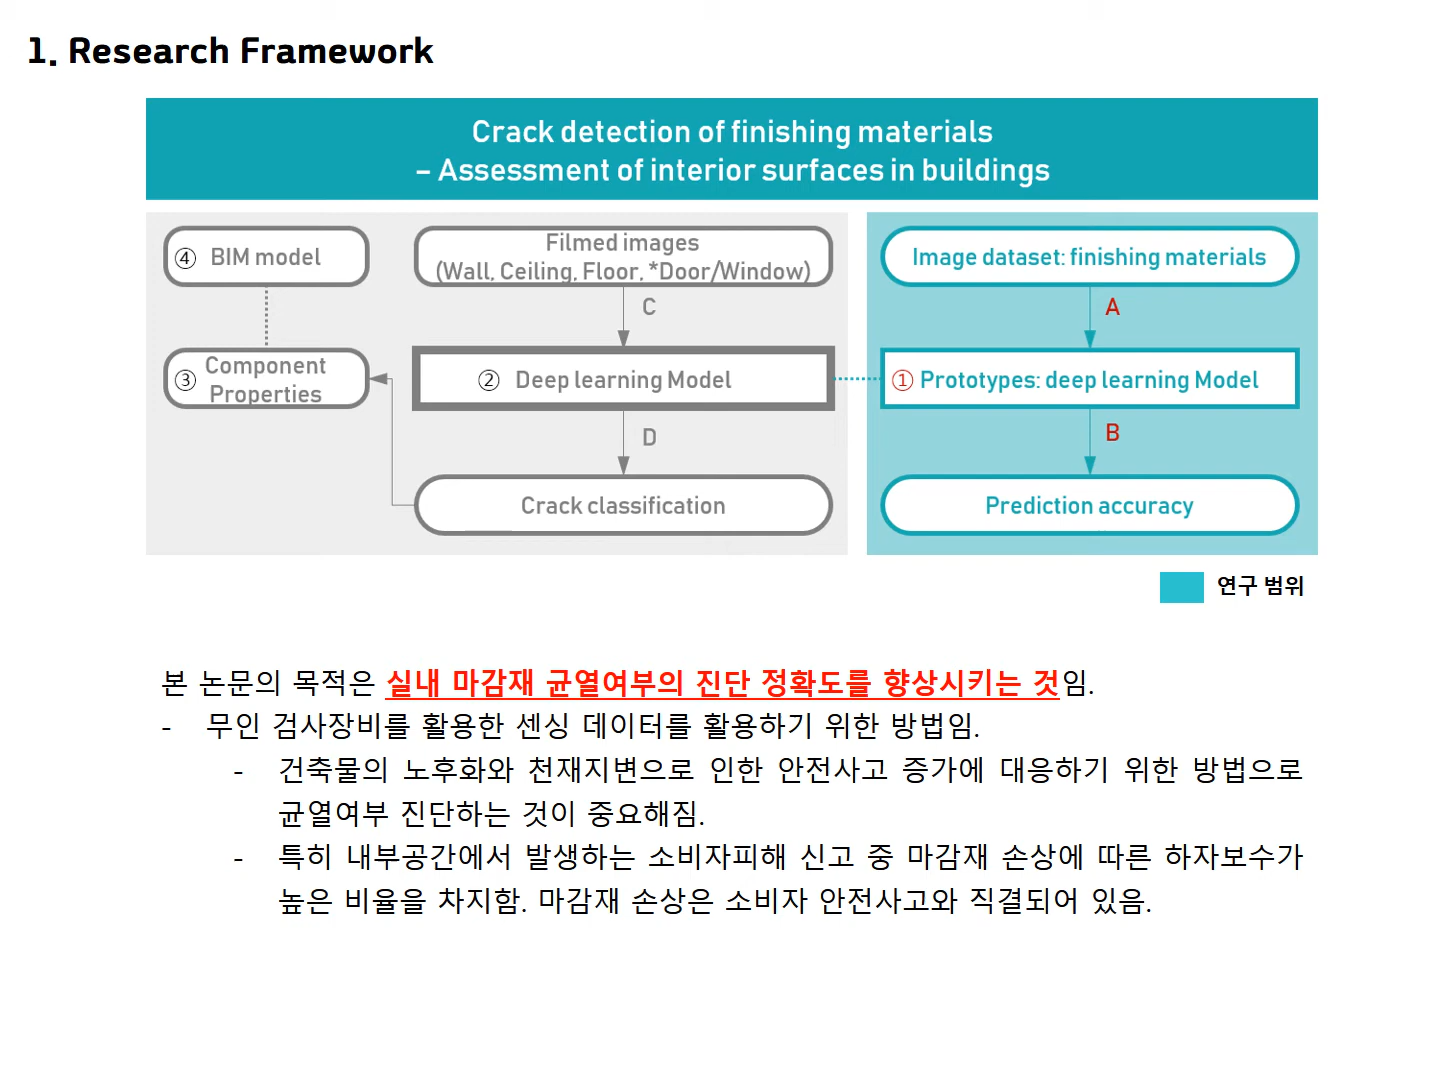 1. Research Framework
Crack detection of finishing materials
– Assessment of interior surfaces in buildings
④ BIM model
Filmed images
(Wall, Ceiling, Floor, *Door/Window)
Image dataset: finishing materials
C
A
③ Component
Properties
② Deep learning Model
① Prototypes: deep learning Model
D
B
Crack classification
Prediction accuracy
연구 범위
본 논문의 목적은 실내 마감재 균열여부의 진단 정확도를 향상시키는 것임.
- 무인 검사장비를 활용한 센싱 데이터를 활용하기 위한 방법임.
- 건축물의 노후화와 천재지변으로 인한 안전사고 증가에 대응하기 위한 방법으로
균열여부 진단하는 것이 중요해짐.
- 특히 내부공간에서 발생하는 소비자피해 신고 중 마감재 손상에 따른 하자보수가
높은 비율을 차지함. 마감재 손상은 소비자 안전사고와 직결되어 있음.